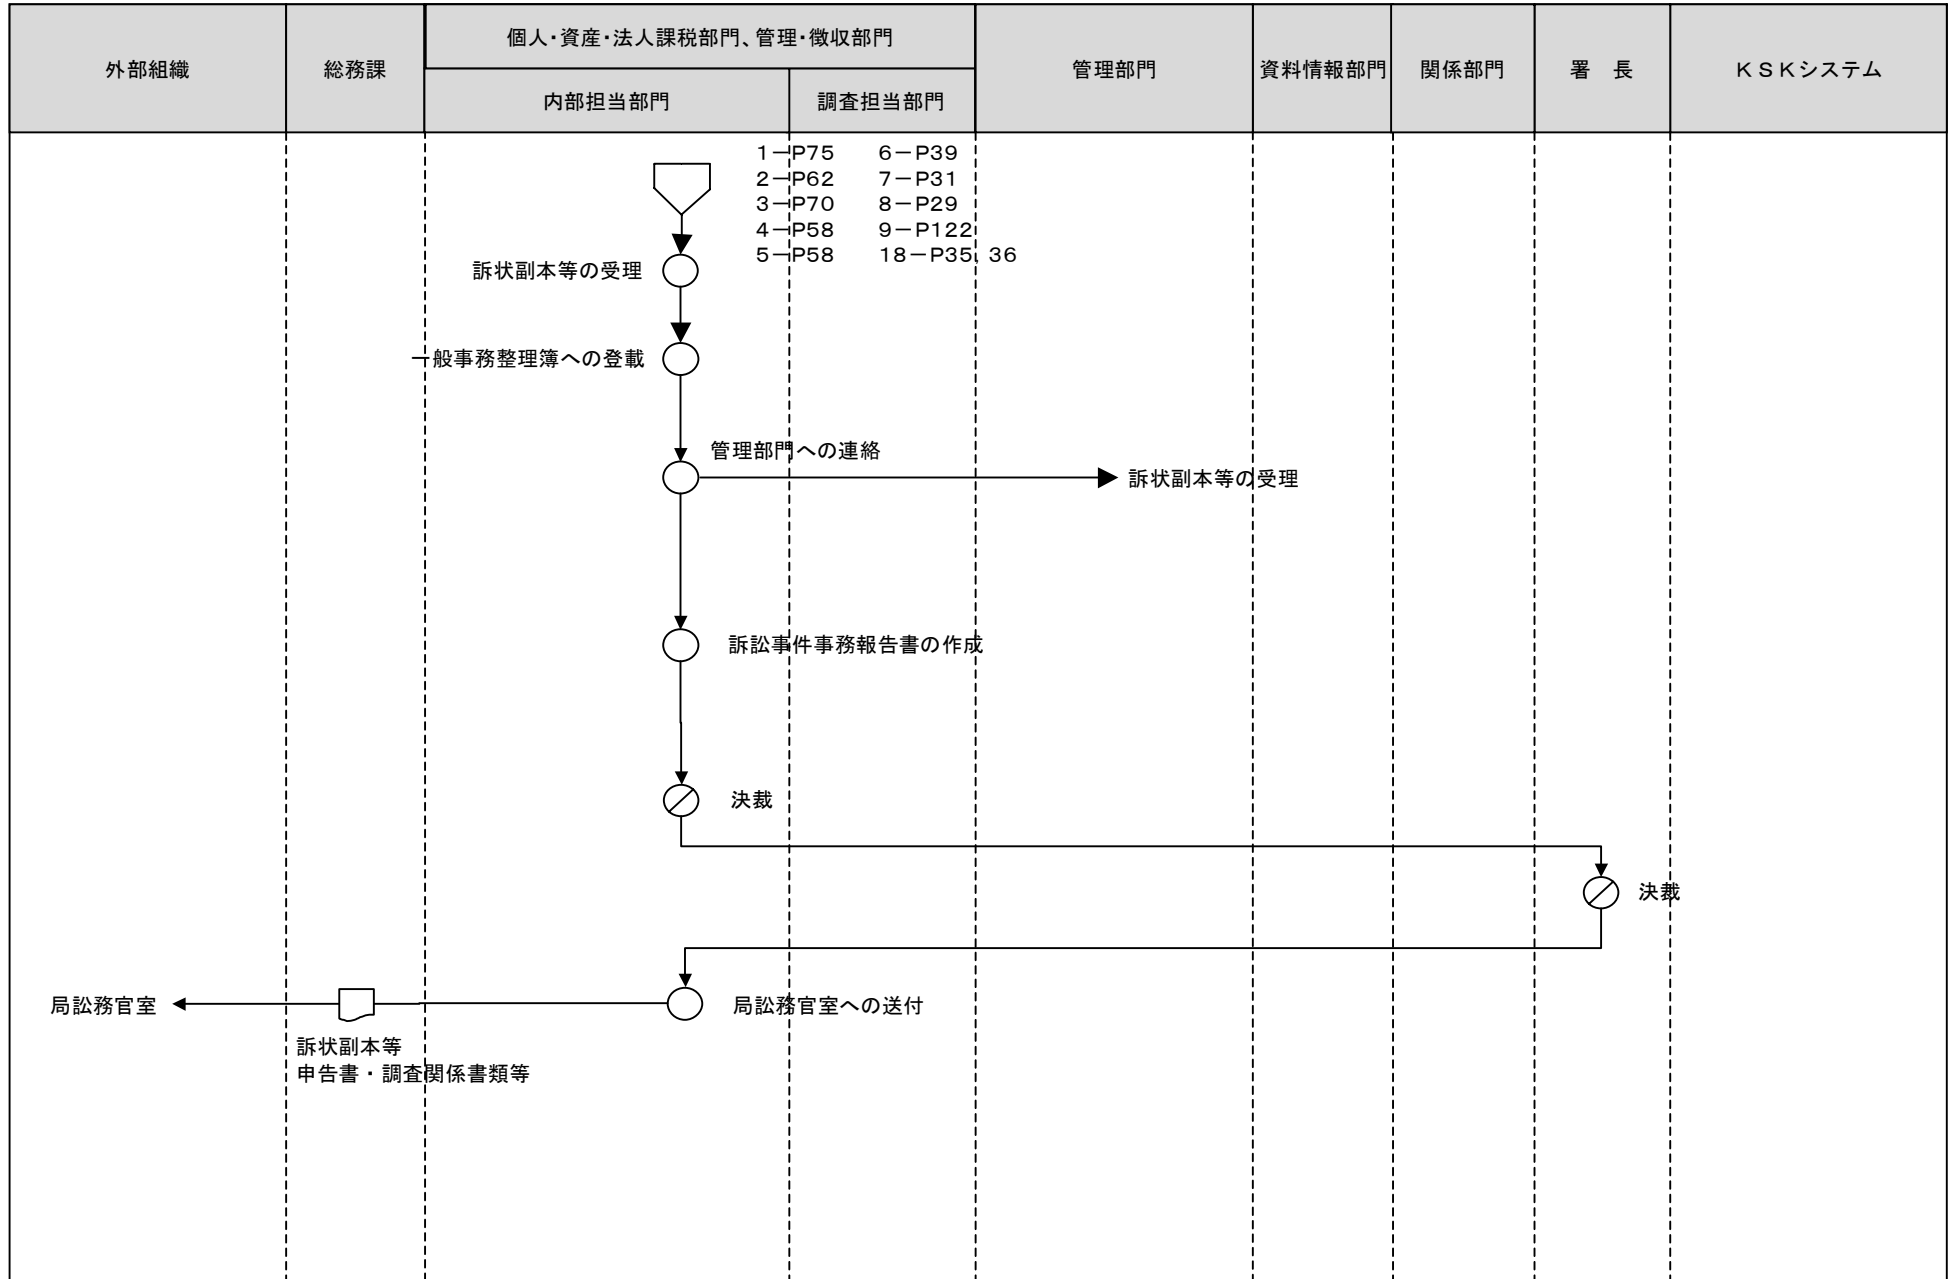 外部組織
総務課
個人・資産・法人課税部門、管理・徴収部門
内部担当部門
調査担当部門
管理部門
資料情報部門
関係部門
署　長
ＫＳＫシステム
1－P75　6－P39
2－P62　7－P31
3－P70　8－P29
4－P58　9－P122
5－P58　18－P35，36
訴状副本等の受理
一般事務整理簿への登載
管理部門への連絡
訴状副本等の受理
訴訟事件事務報告書の作成
決裁
決裁
局訟務官室
局訟務官室への送付
訴状副本等
申告書・調査関係書類等